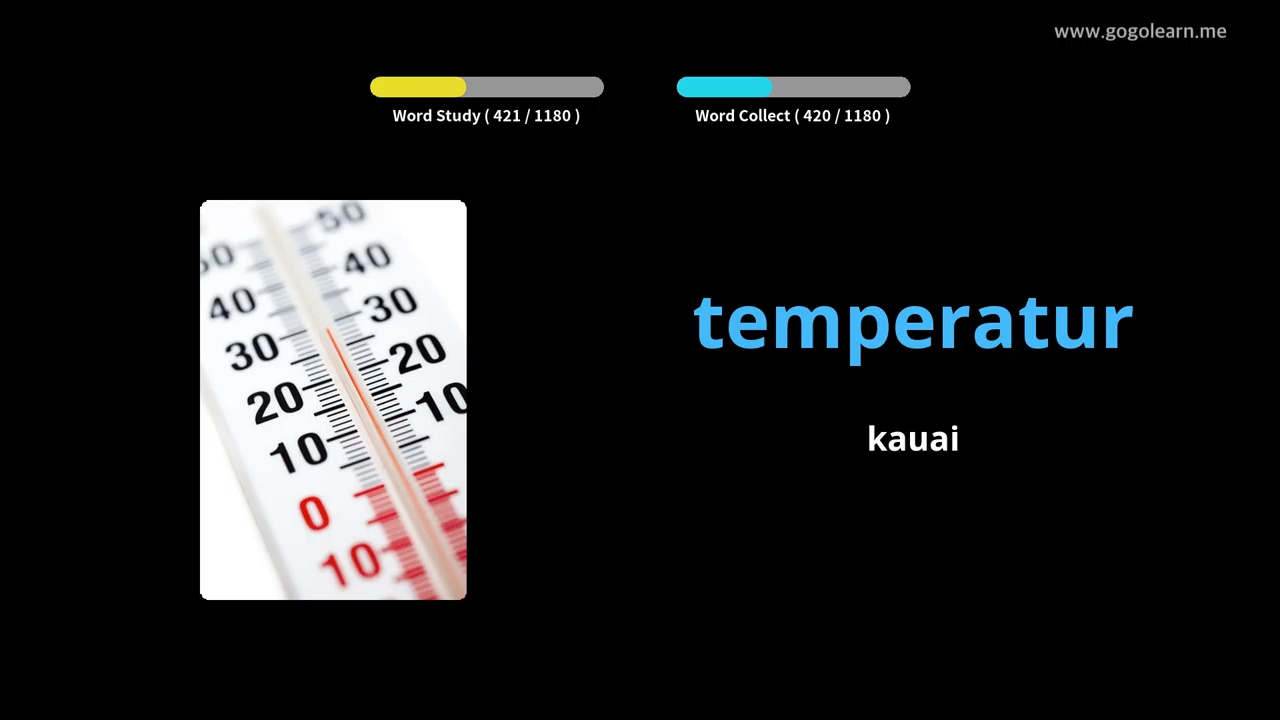 www.gogolearn.me
Word Study ( 421 / 1180 )
Word Collect ( 420 / 1180 )
50
50
40
40
30
30
20
20
10
10
0
10
temperatur
kauai